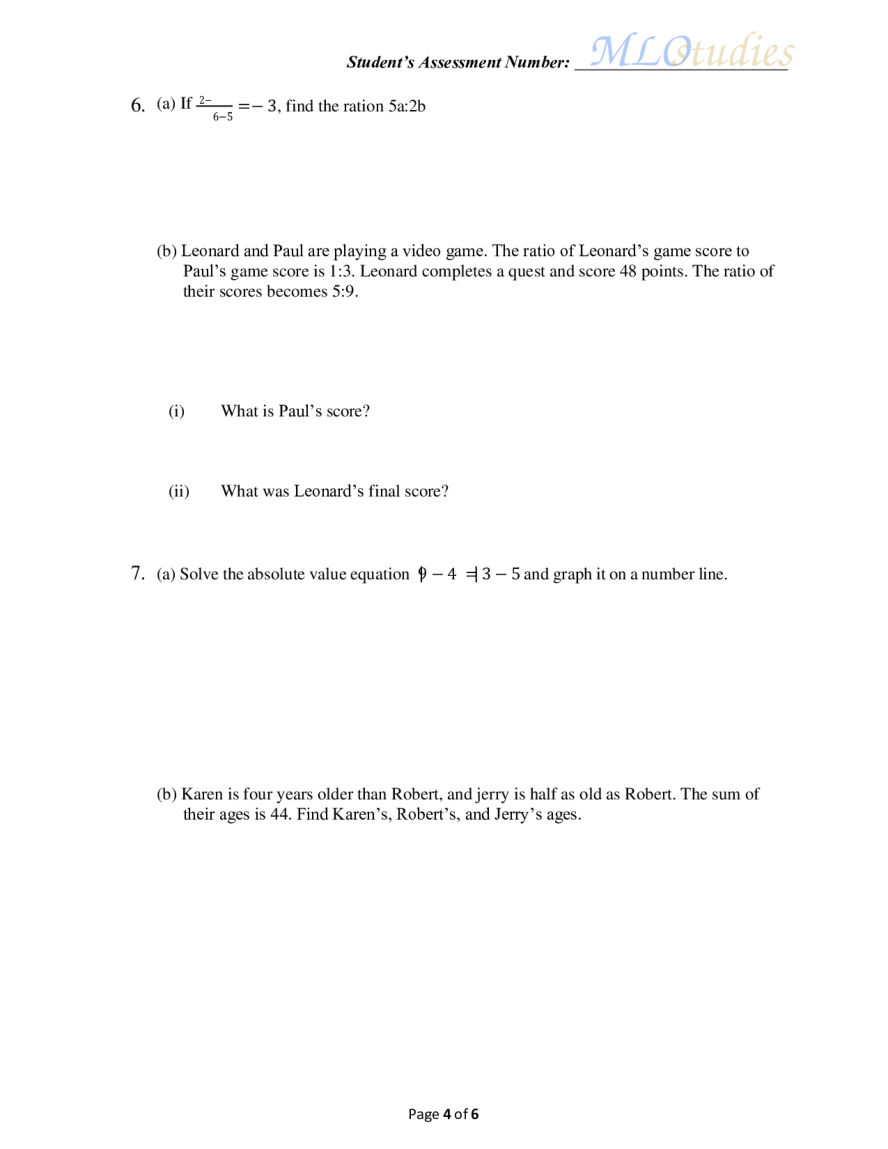 Student's Assessment Number: MLOtudies
6. (a) If 2− / 6−5 =− 3, find the ration 5a:2b
(b) Leonard and Paul are playing a video game. The ratio of Leonard's game score to
Paul's game score is 1:3. Leonard completes a quest and score 48 points. The ratio of
their scores becomes 5:9.
(i) What is Paul's score?
(ii) What was Leonard's final score?
7. (a) Solve the absolute value equation |9 − 4 =| 3 − 5 and graph it on a number line.
(b) Karen is four years older than Robert, and jerry is half as old as Robert. The sum of
their ages is 44. Find Karen's, Robert's, and Jerry's ages.
Page 4 of 6